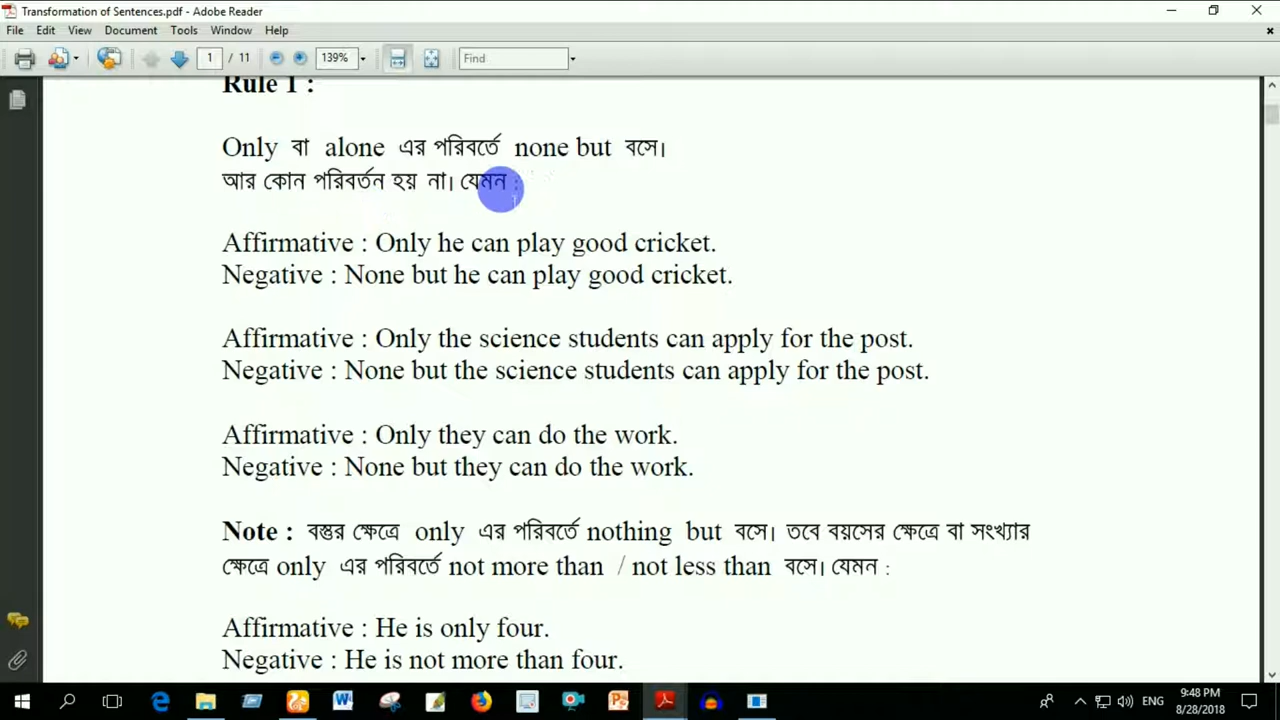 Transformation of Sentences.pdf - Adobe Reader
File Edit View Document Tools Window Help
1 / 11 139% Find
Rule 1 :
Only বা alone এর পরিবর্তে none but বসে।
আর কোন পরিবর্তন হয় না। যেমন :
Affirmative : Only he can play good cricket.
Negative : None but he can play good cricket.
Affirmative : Only the science students can apply for the post.
Negative : None but the science students can apply for the post.
Affirmative : Only they can do the work.
Negative : None but they can do the work.
Note : বস্তুর ক্ষেত্রে only এর পরিবর্তে nothing but বসে। তবে বয়সের ক্ষেত্রে বা সংখ্যার
ক্ষেত্রে only এর পরিবর্তে not more than / not less than বসে। যেমন :
Affirmative : He is only four.
Negative : He is not more than four.
ENG
9:48 PM
8/28/2018